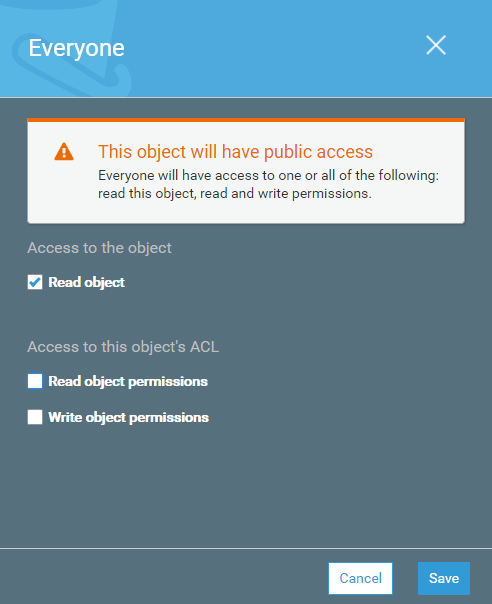 Everyone
This object will have public access
Everyone will have access to one or all of the following:
read this object, read and write permissions.
Access to the object
Read object
Access to this object's ACL
Read object permissions
Write object permissions
Cancel
Save